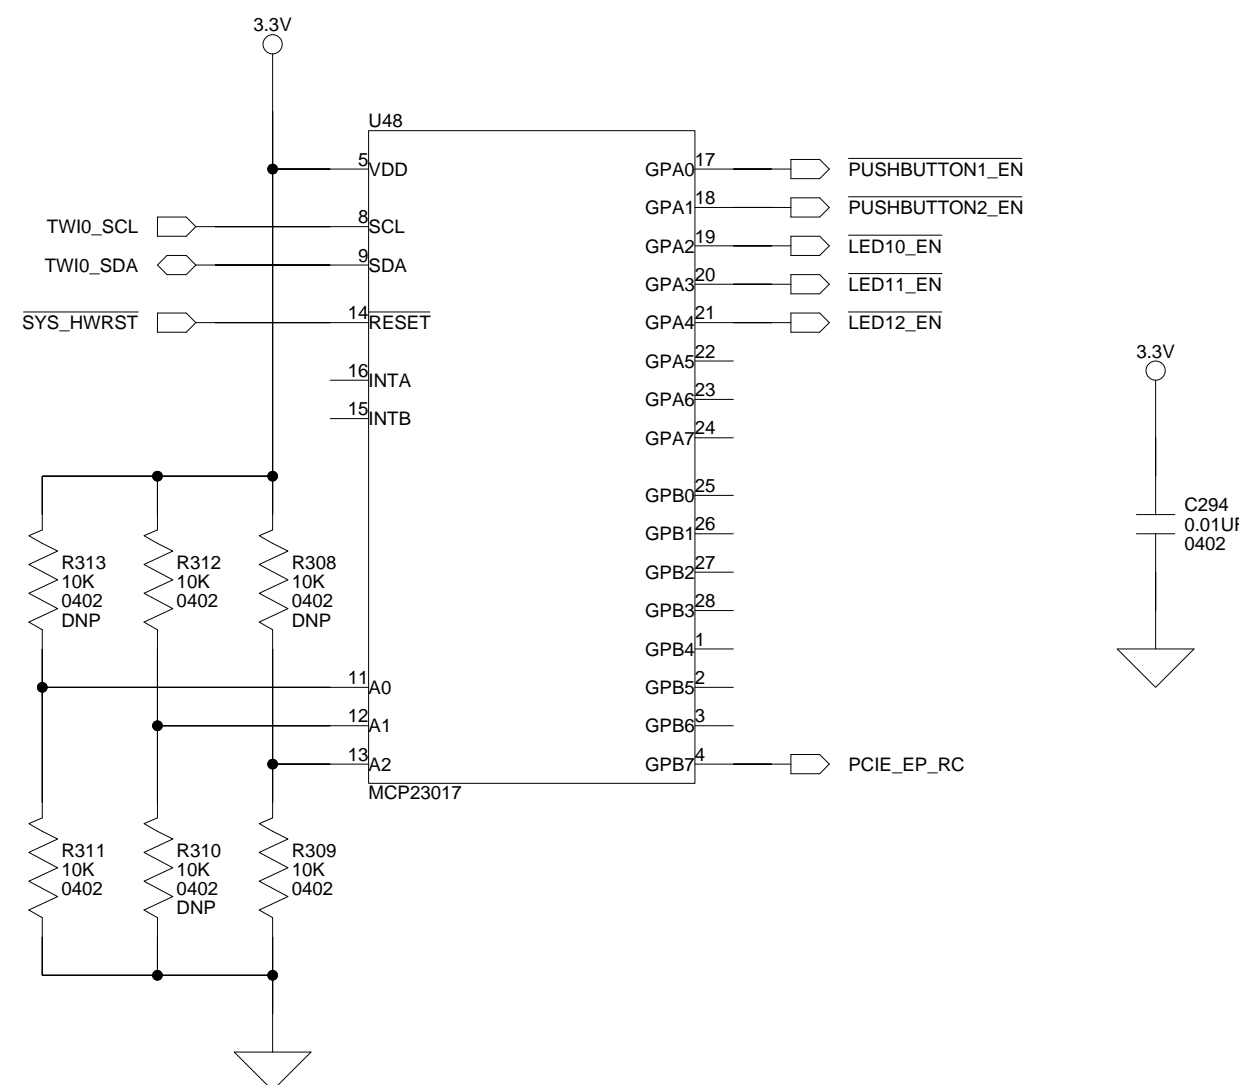 3.3V
U48
5
VDD
GPA0
17
PUSHBUTTON1_EN
GPA1
18
PUSHBUTTON2_EN
TWI0_SCL
8
SCL
GPA2
19
LED10_EN
TWI0_SDA
9
SDA
GPA3
20
LED11_EN
SYS_HWRST
14
RESET
GPA4
21
LED12_EN
GPA5
22
16
INTA
GPA6
23
15
INTB
GPA7
24
3.3V
GPB0
25
GPB1
26
GPB2
27
GPB3
28
GPB4
1
GPB5
2
GPB6
3
GPB7
4
PCIE_EP_RC
C294
0.01UF
0402
R313
10K
0402
DNP
R312
10K
0402
R308
10K
0402
DNP
11
A0
12
A1
13
A2
MCP23017
R311
10K
0402
R310
10K
0402
DNP
R309
10K
0402